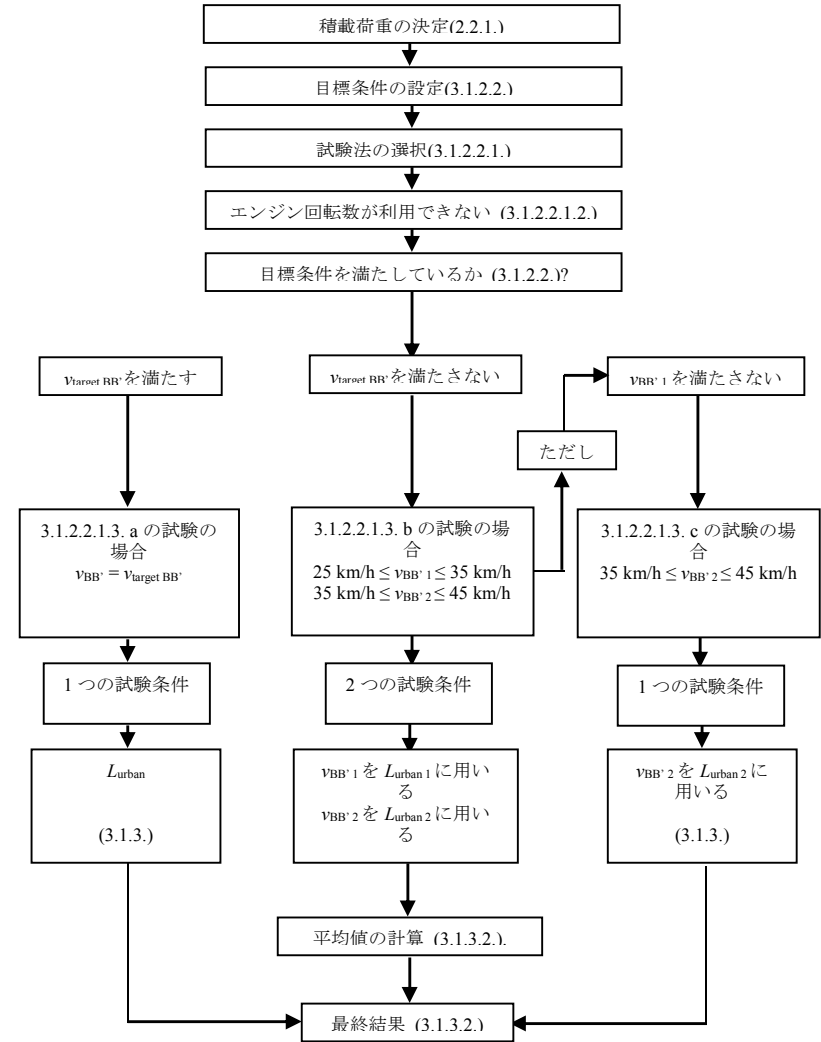 積載荷重の決定(2.2.1.)
目標条件の設定(3.1.2.2.)
試験法の選択(3.1.2.2.1.)
エンジン回転数が利用できない (3.1.2.2.1.2.)
目標条件を満たしているか (3.1.2.2.)?
vtarget BB'を満たす
vtarget BB'を満たさない
vBB' 1 を満たさない
ただし
3.1.2.2.1.3. a の試験の
場合
vBB' = vtarget BB'
3.1.2.2.1.3. b の試験の場
合
25 km/h ≤ vBB' 1 ≤ 35 km/h
35 km/h ≤ vBB' 2 ≤ 45 km/h
3.1.2.2.1.3. c の試験の場
合
35 km/h ≤ vBB' 2 ≤ 45 km/h
1 つの試験条件
2 つの試験条件
1 つの試験条件
Lurban
(3.1.3.)
vBB' 1 を Lurban 1 に用い
る
vBB' 2 を Lurban 2 に用い
る
vBB' 2 を Lurban 2 に
用いる
(3.1.3.)
平均値の計算 (3.1.3.2.).
最終結果 (3.1.3.2.)